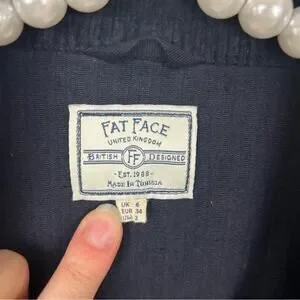 FAT FACE
UNITED KINGDOM
BRITISH FF DESIGNED
- EST. 1988 -
MADE IN TUNISIA
UK 6
EUR 34
USA 2